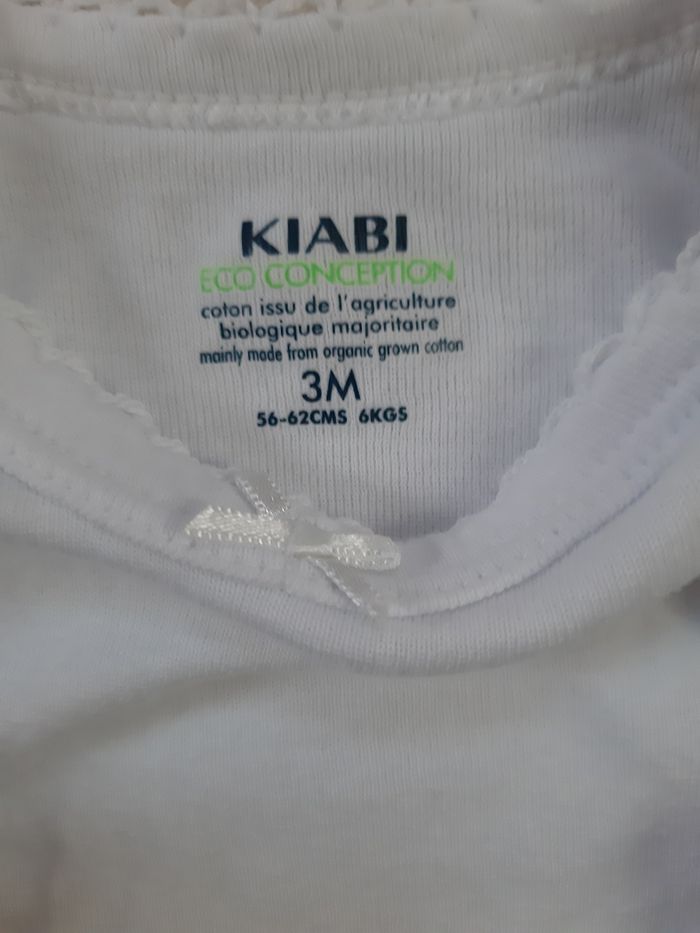 KIABI
ECO CONCEPTION
coton issu de l'agriculture
biologique majoritaire
mainly made from organic grown cotton
3M
56-62CMS 6KGS